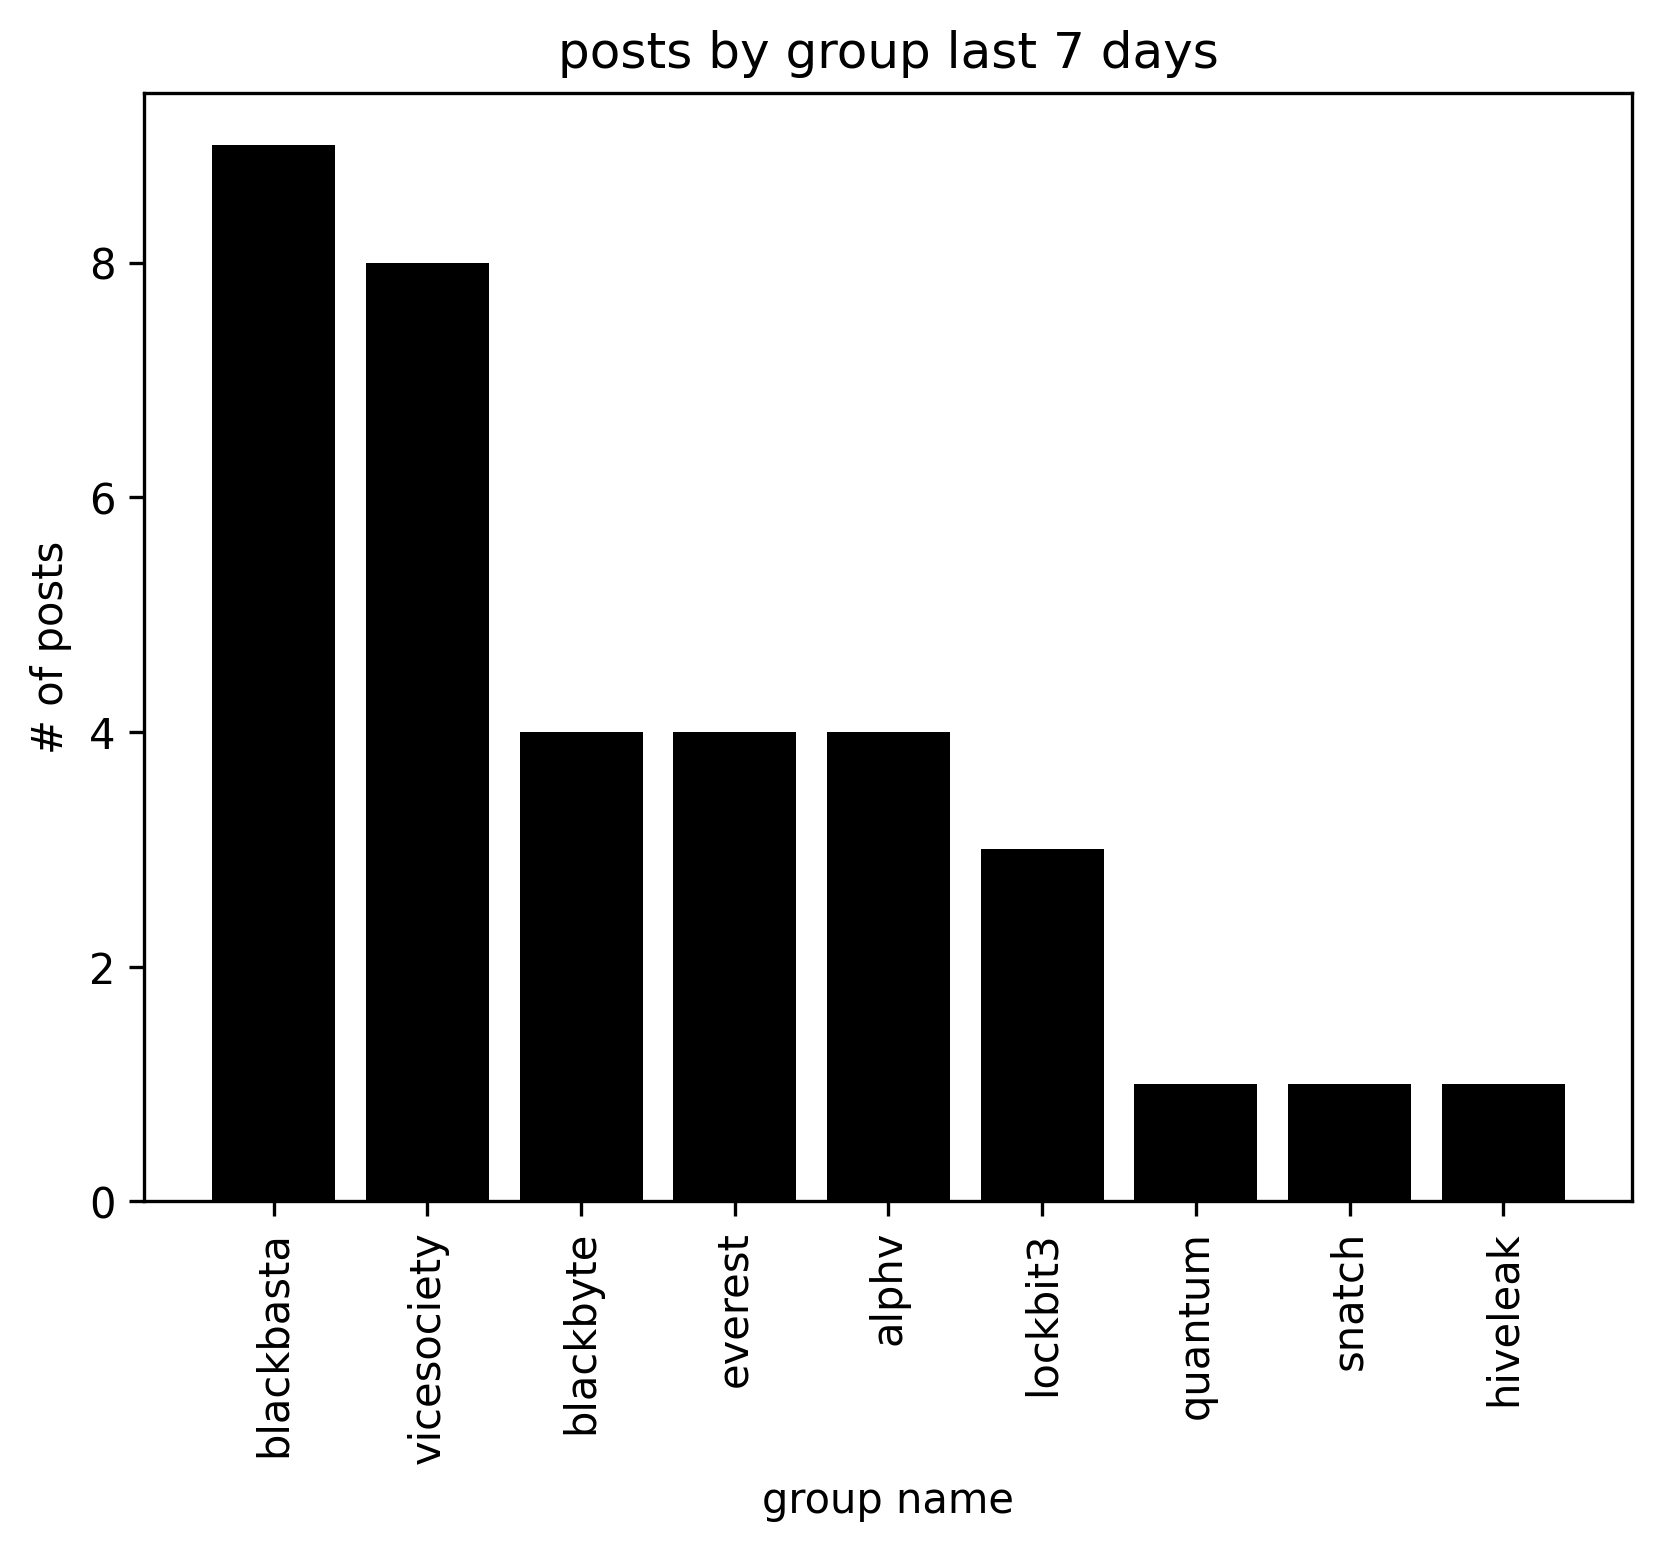 posts by group last 7 days
# of posts
8
6
4
2
0
blackbasta
vicesociety
blackbyte
everest
alphv
lockbit3
quantum
snatch
hiveleak
group name